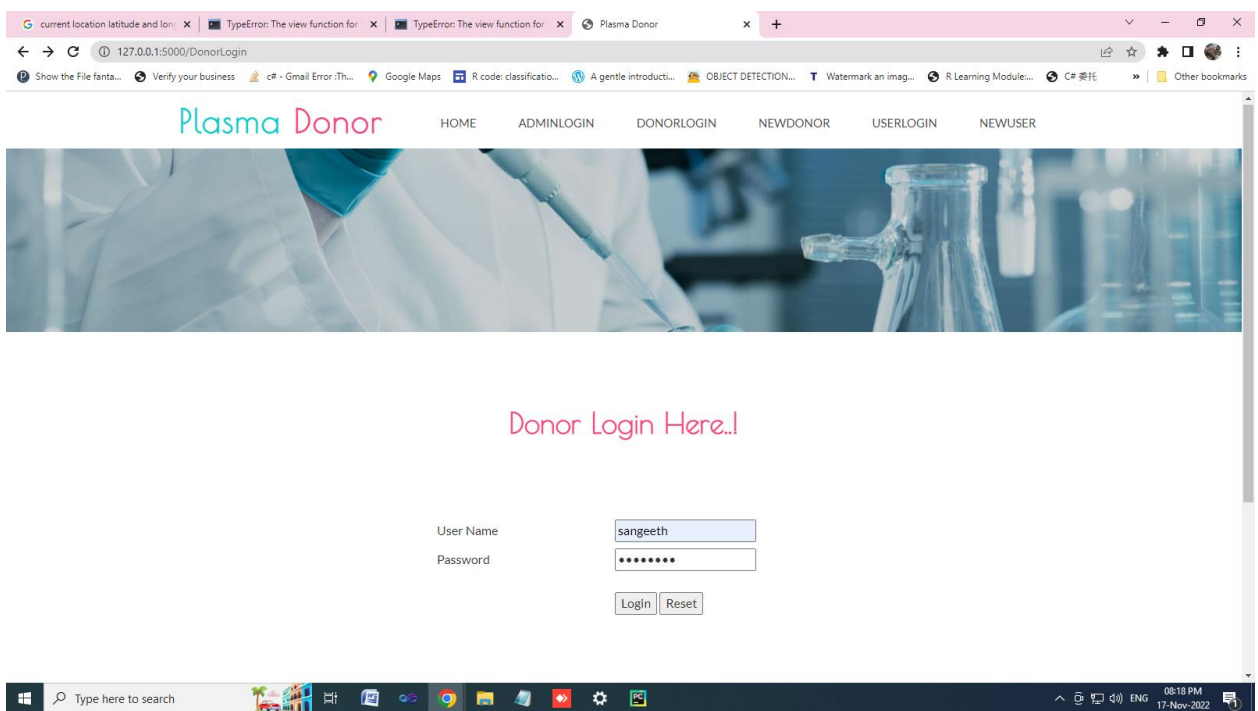 current location latitude and long
TypeError: The view function for
TypeError: The view function for
Plasma Donor
127.0.0.1:5000/DonorLogin
Show the File fanta... Verify your business c# - Gmail Error :Th... Google Maps R code: classificatio... A gentle introducti... OBJECT DETECTION... Watermark an imag... R Learning Module:... C# 委托 » Other bookmarks
Plasma Donor HOME ADMINLOGIN DONORLOGIN NEWDONOR USERLOGIN NEWUSER
Donor Login Here..!
User Name sangeeth
Password ••••••••
Login Reset
Type here to search
ENG
08:18 PM
17-Nov-2022